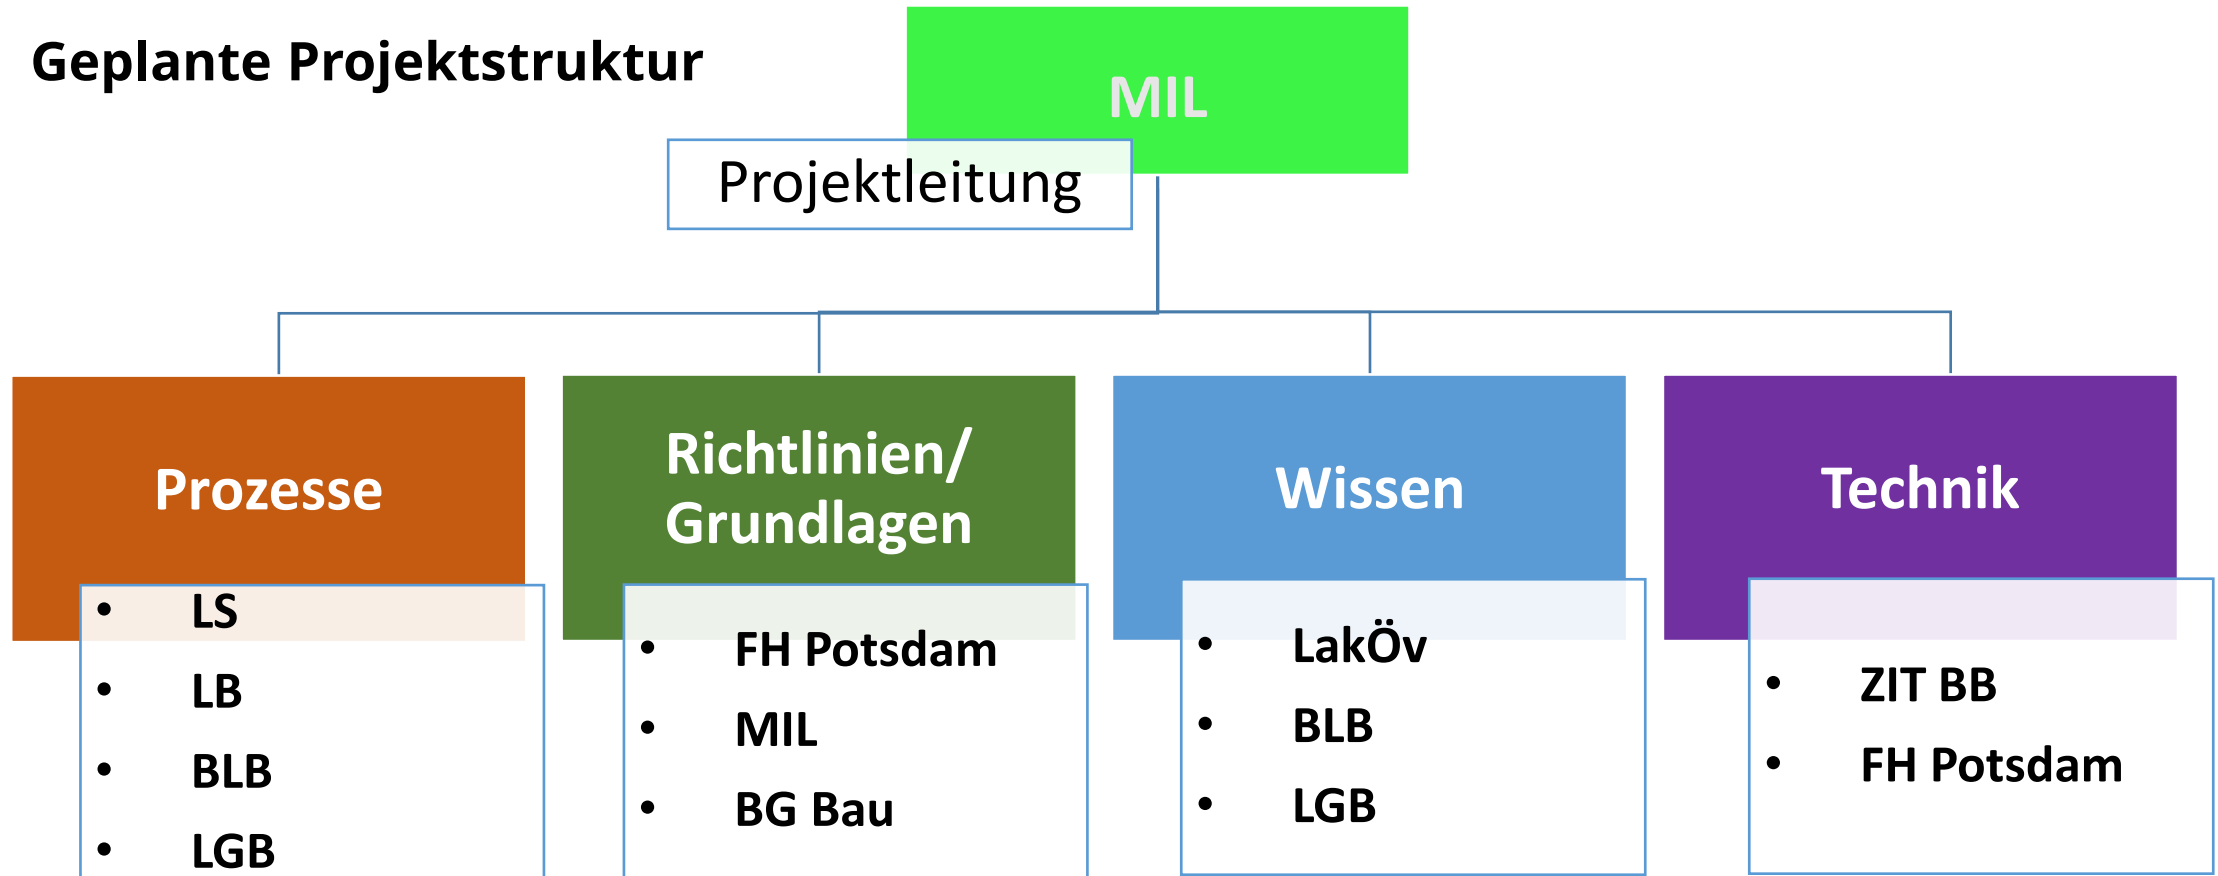 Geplante Projektstruktur
MIL
Projektleitung
Prozesse
• LS
• LB
• BLB
• LGB
Richtlinien/
Grundlagen
• FH Potsdam
• MIL
• BG Bau
Wissen
• LakÖv
• BLB
• LGB
Technik
• ZIT BB
• FH Potsdam